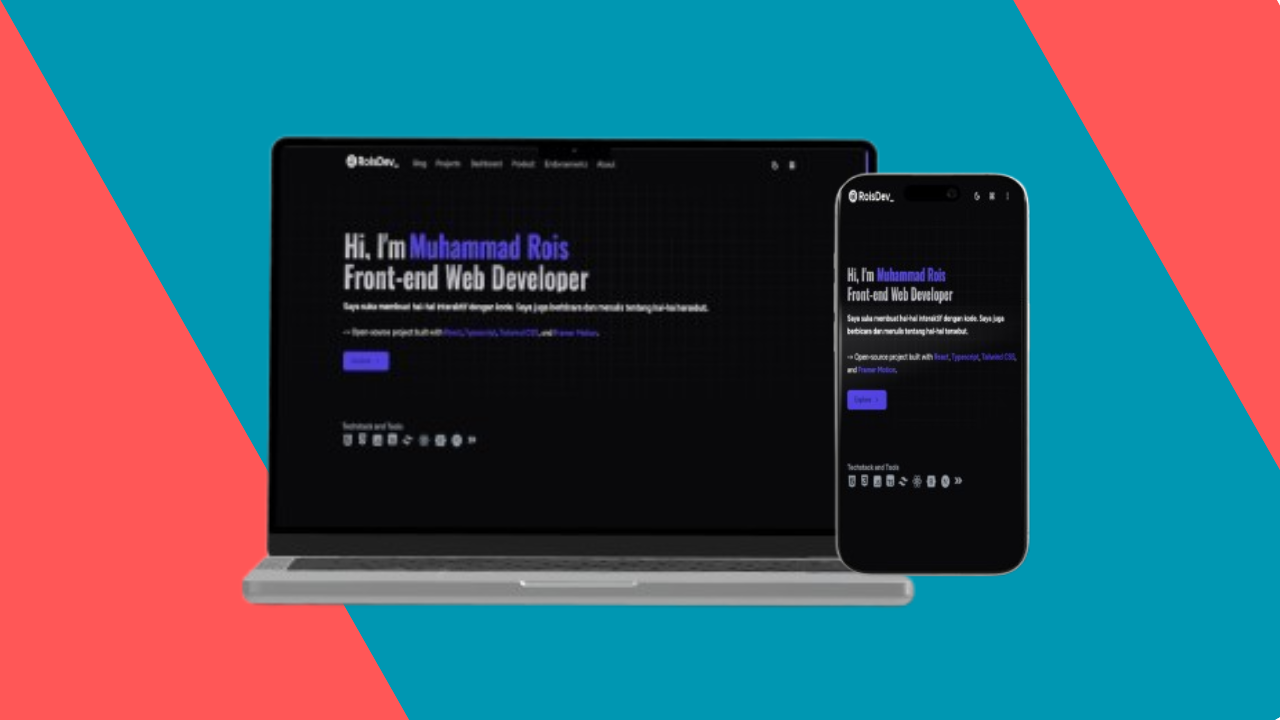 RoisDev_
Blog Projects Dashboard Product Endorsements About
Hi, I'm Muhammad Rois
Front-end Web Developer
Saya suka membuat hal-hal interaktif dengan kode. Saya juga berbicara dan menulis tentang hal-hal tersebut.
-> Open-source project built with React, Typescript, Tailwind CSS, and Framer Motion.
Techstack and Tools
RoisDev_
Hi, I'm Muhammad Rois
Front-end Web Developer
Saya suka membuat hal-hal interaktif dengan kode. Saya juga
berbicara dan menulis tentang hal-hal tersebut.
-> Open-source project built with React, Typescript, Tailwind CSS,
and Framer Motion.
Explore >
Techstack and Tools